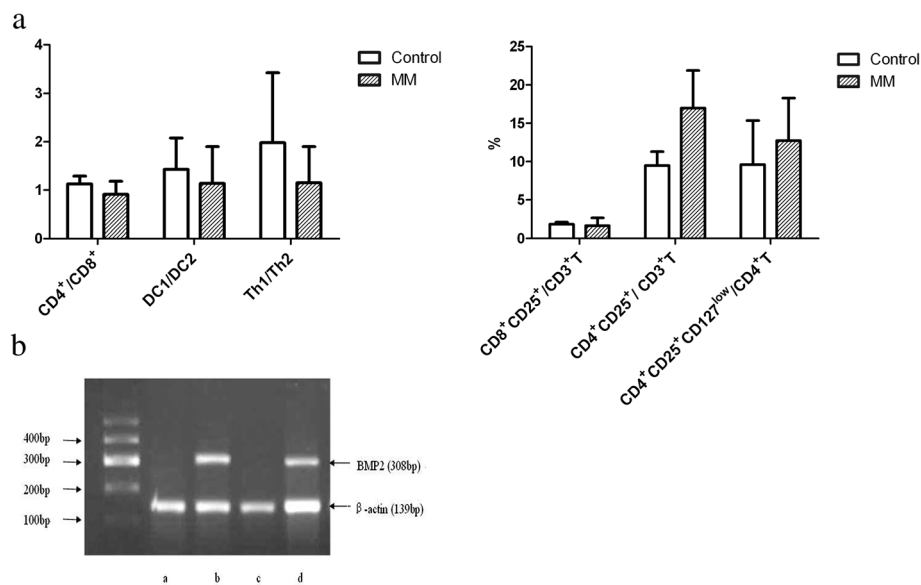 a
4
3
2
1
0
Control
MM
CD4⁺/CD8⁺
DC1/DC2
Th1/Th2
25
20
15
10
5
0
%
Control
MM
CD8⁺CD25⁺/CD3⁺T
CD4⁺CD25⁺/ CD3⁺T
CD4⁺CD25⁺CD127ˡᵒʷ/CD4⁺T
b
400bp
300bp
200bp
100bp
BMP2 (308bp)
β-actin (139bp)
a b c d